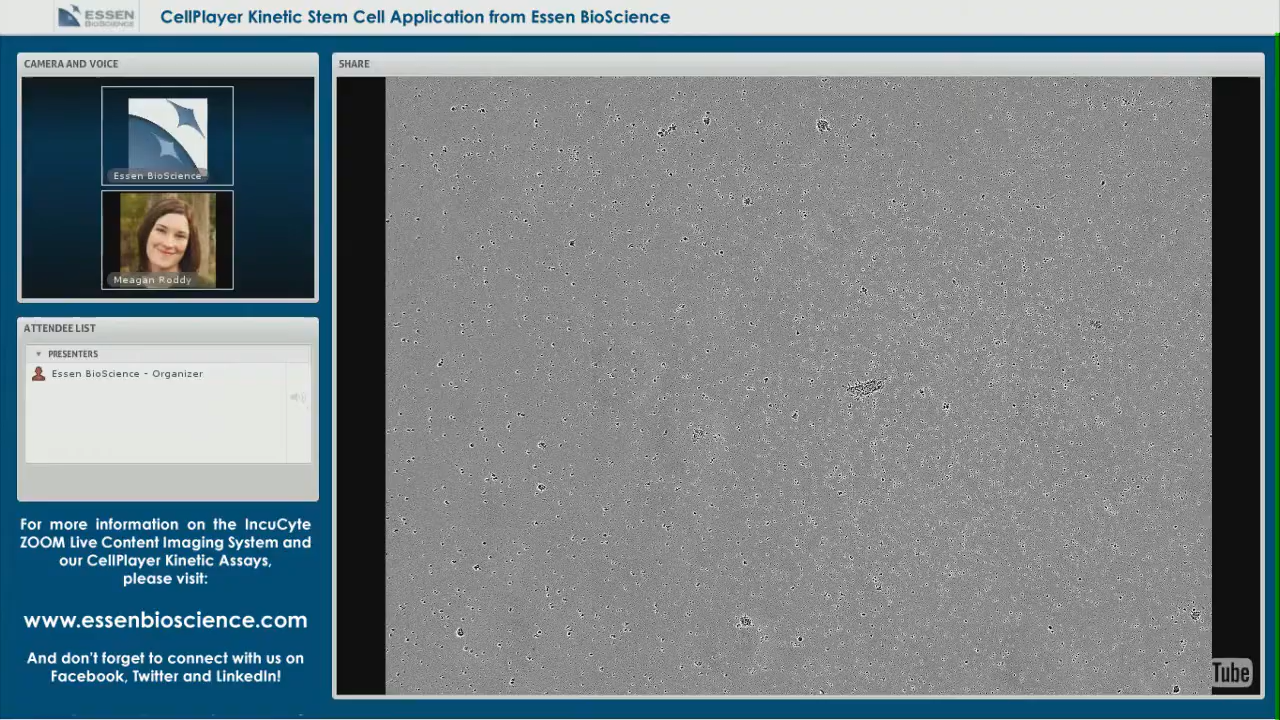 ESSEN
BIOSCIENCE
CellPlayer Kinetic Stem Cell Application from Essen BioScience
CAMERA AND VOICE
SHARE
Essen BioScience
Meagan Roddy
ATTENDEE LIST
PRESENTERS
Essen BioScience - Organizer
For more information on the IncuCyte
ZOOM Live Content Imaging System and
our CellPlayer Kinetic Assays,
please visit:
www.essenbioscience.com
And don't forget to connect with us on
Facebook, Twitter and LinkedIn!
Tube